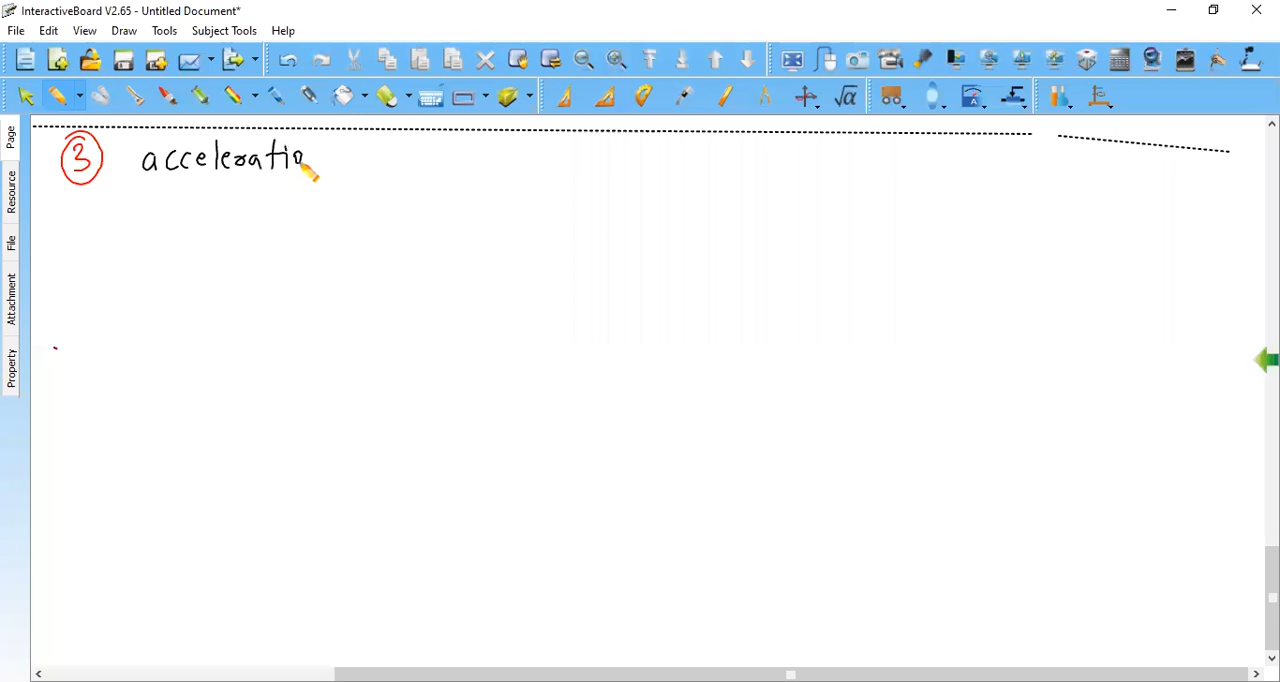 InteractiveBoard V2.65 - Untitled Document*
File Edit View Draw Tools Subject Tools Help
Page
Resource
File
Attachment
Property
3 acceleratio